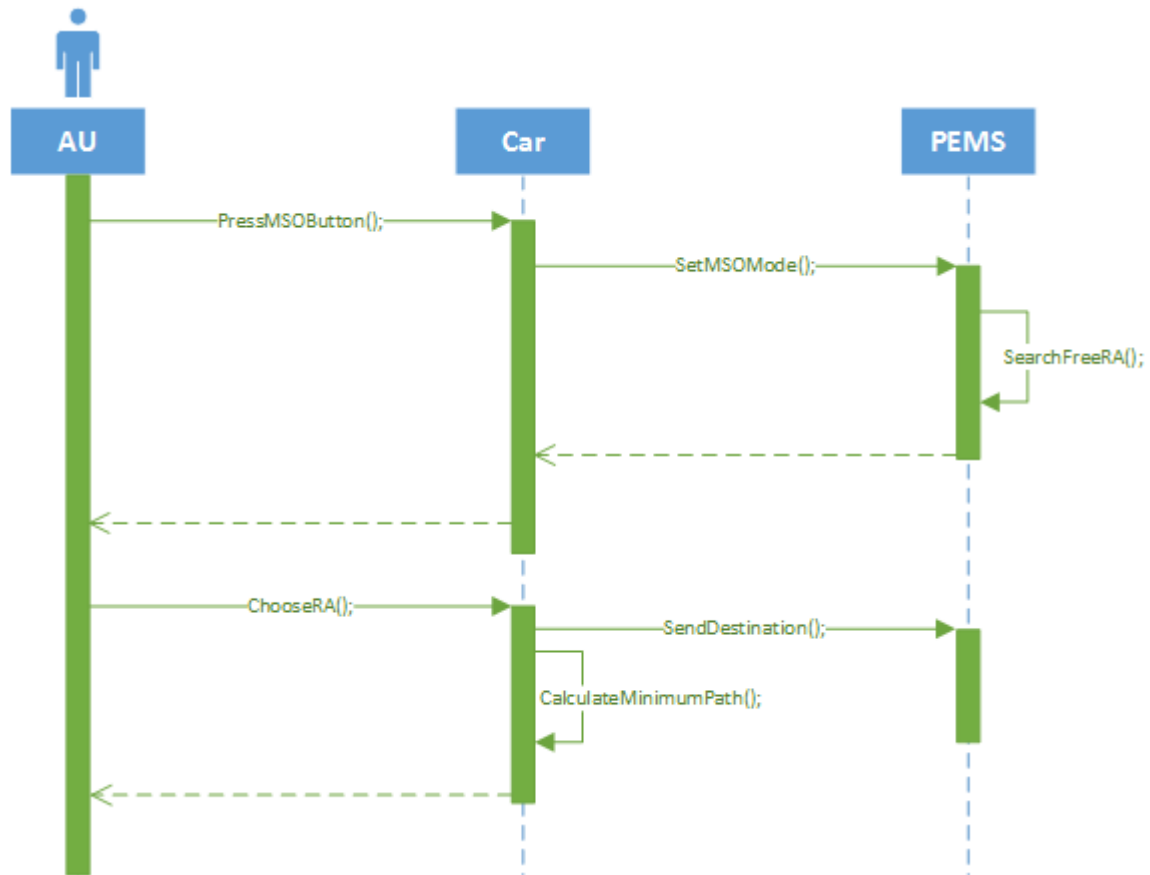 AU
Car
PEMS
PressMSOButton();
SetMSOMode();
SearchFreeRA();
ChooseRA();
SendDestination();
CalculateMinimumPath();